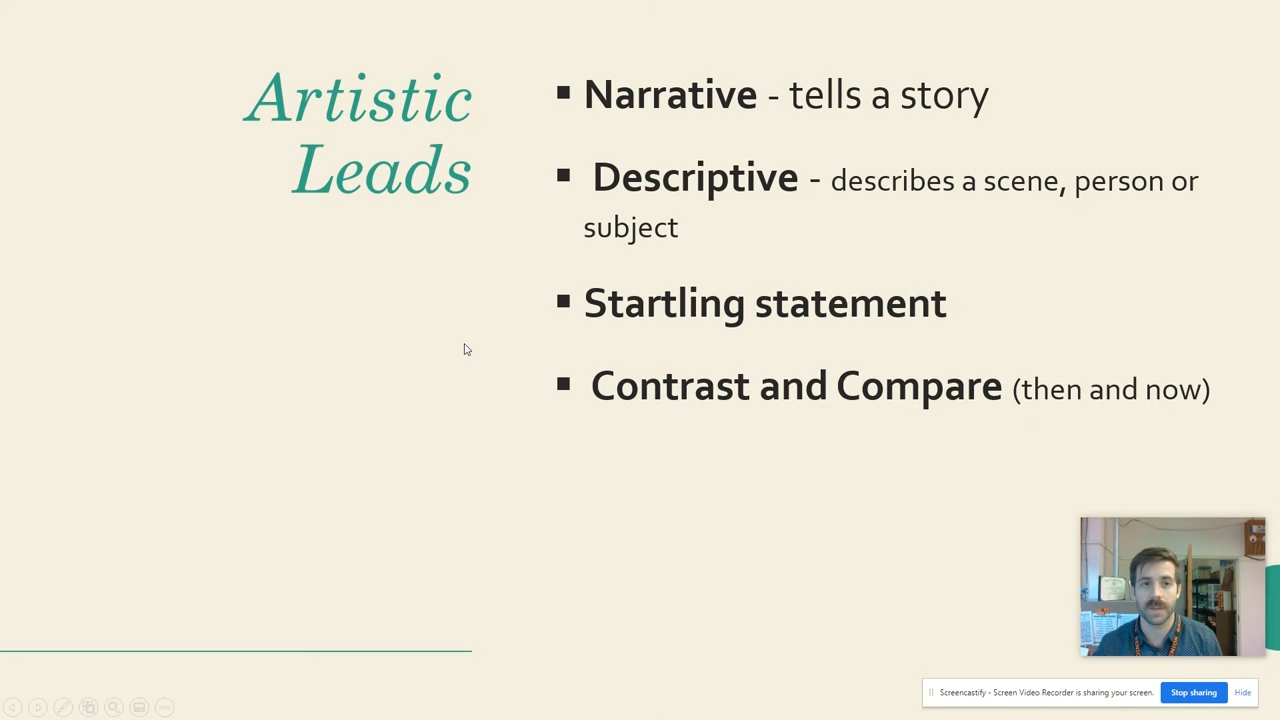 Artistic
Leads
▪ Narrative - tells a story
▪ Descriptive - describes a scene, person or
subject
▪ Startling statement
▪ Contrast and Compare (then and now)
Screencastify - Screen Video Recorder is sharing your screen.
Stop sharing
Hide